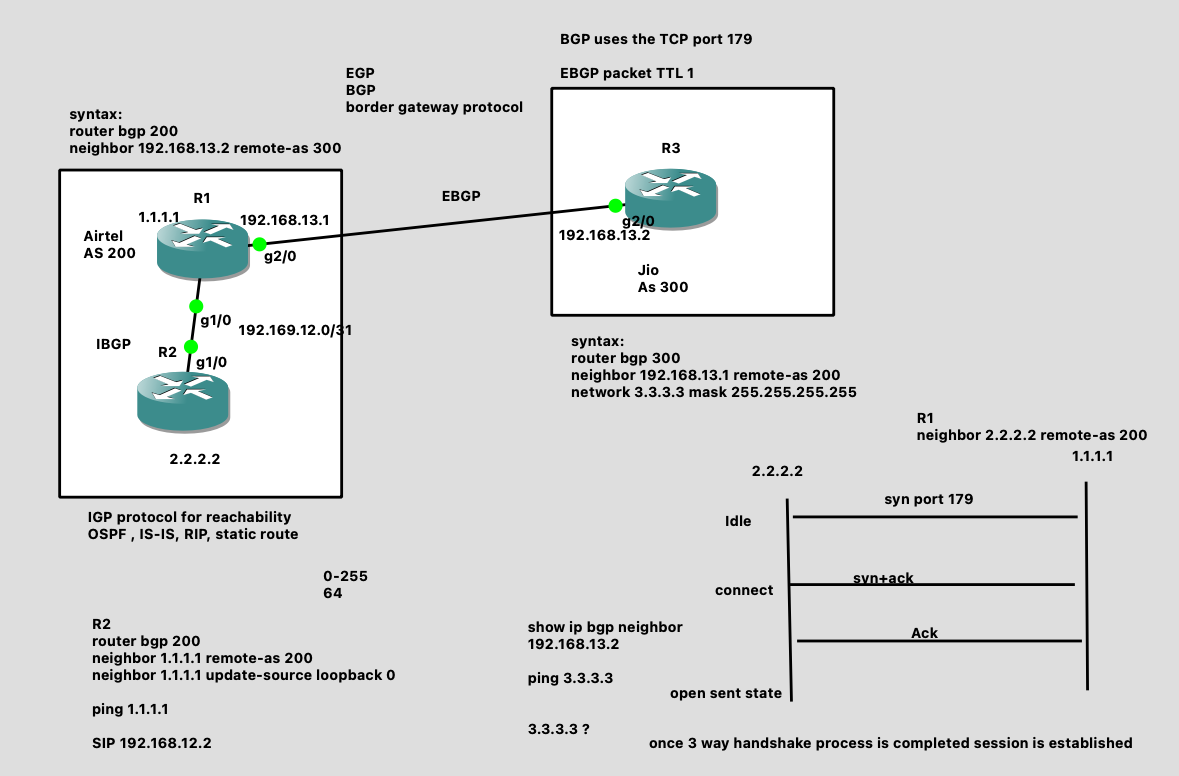 BGP uses the TCP port 179
EBGP packet TTL 1
EGP
BGP
border gateway protocol
syntax:
router bgp 200
neighbor 192.168.13.2 remote-as 300
R1
1.1.1.1
192.168.13.1
Airtel
AS 200
g2/0
EBGP
R3
g2/0
192.168.13.2
Jio
As 300
g1/0
192.169.12.0/31
IBGP
R2
g1/0
2.2.2.2
syntax:
router bgp 300
neighbor 192.168.13.1 remote-as 200
network 3.3.3.3 mask 255.255.255.255
R1
neighbor 2.2.2.2 remote-as 200
1.1.1.1
2.2.2.2
syn port 179
Idle
syn+ack
connect
Ack
open sent state
once 3 way handshake process is completed session is established
IGP protocol for reachability
OSPF , IS-IS, RIP, static route
0-255
64
R2
router bgp 200
neighbor 1.1.1.1 remote-as 200
neighbor 1.1.1.1 update-source loopback 0
ping 1.1.1.1
SIP 192.168.12.2
show ip bgp neighbor
192.168.13.2
ping 3.3.3.3
3.3.3.3 ?